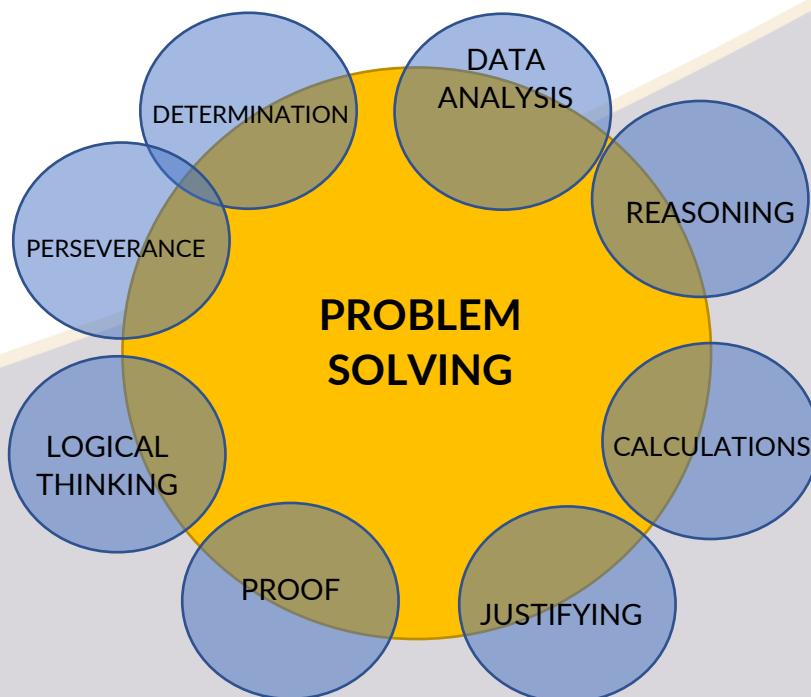 DATA
ANALYSIS
DETERMINATION
REASONING
PERSEVERANCE
PROBLEM
SOLVING
LOGICAL
THINKING
CALCULATIONS
PROOF
JUSTIFYING